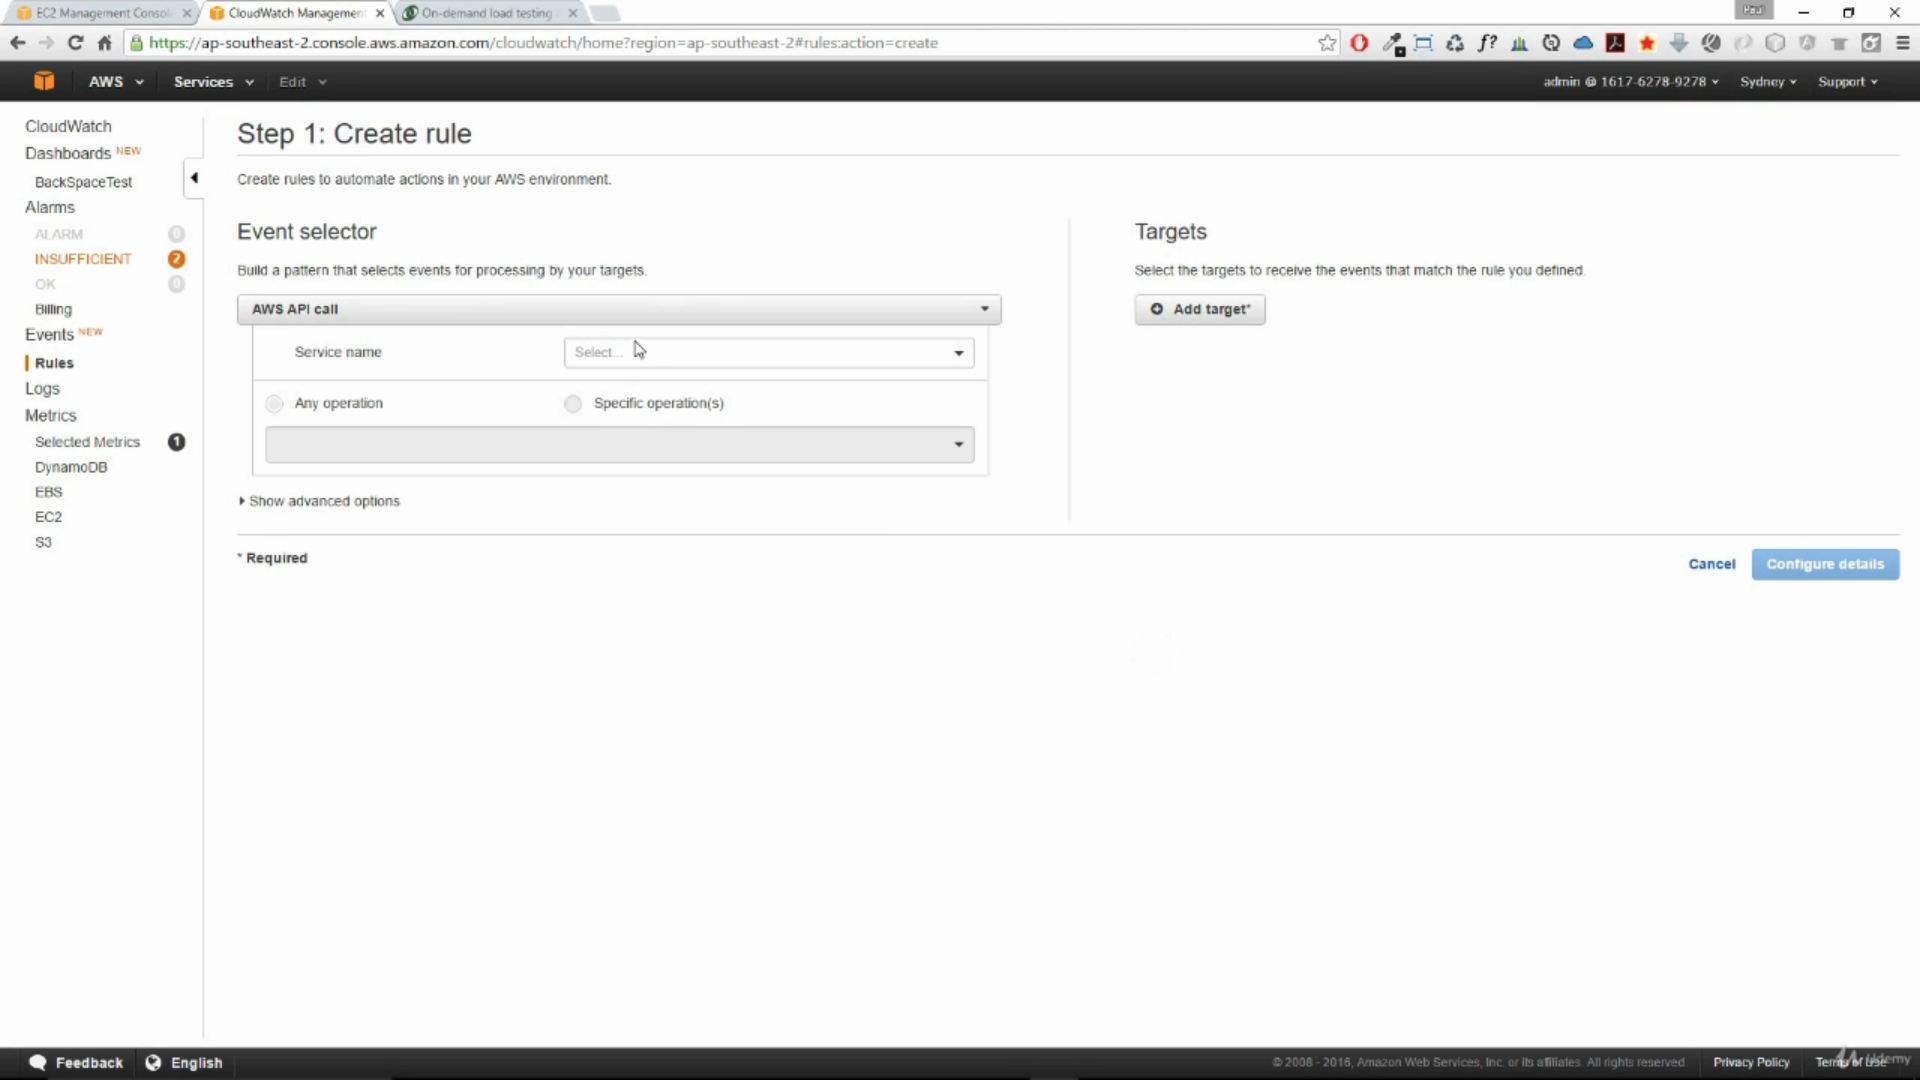 EC2 Management Consol
CloudWatch Management
On-demand load testing
Paul
https://ap-southeast-2.console.aws.amazon.com/cloudwatch/home?region=ap-southeast-2#rules:action=create
f?
AWS
Services
Edit
admin @ 1617-6278-9278
Sydney
Support
CloudWatch
Dashboards NEW
BackSpaceTest
Alarms
ALARM 0
INSUFFICIENT 2
OK 0
Billing
Events NEW
Rules
Logs
Metrics
Selected Metrics 1
DynamoDB
EBS
EC2
S3
Step 1: Create rule
Create rules to automate actions in your AWS environment.
Event selector
Build a pattern that selects events for processing by your targets.
AWS API call
Service name
Select...
Any operation
Specific operation(s)
Show advanced options
Targets
Select the targets to receive the events that match the rule you defined.
Add target*
* Required
Cancel
Configure details
Feedback
English
© 2008 - 2016, Amazon Web Services, Inc. or its affiliates. All rights reserved.
Privacy Policy
Terms of Use
Udemy